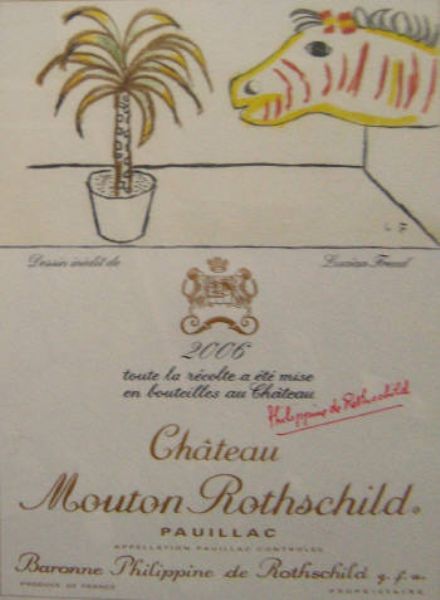 L F
Dessin inédit de Lucian Freud
2006
toute la récolte a été mise
en bouteilles au Château
Philippine de Rothschild
Château
Mouton Rothschild
PAUILLAC
APPELLATION PAUILLAC CONTROLÉE
Baronne Philippine de Rothschild g.f.a.
PRODUCE OF FRANCE PROPRIÉTAIRE